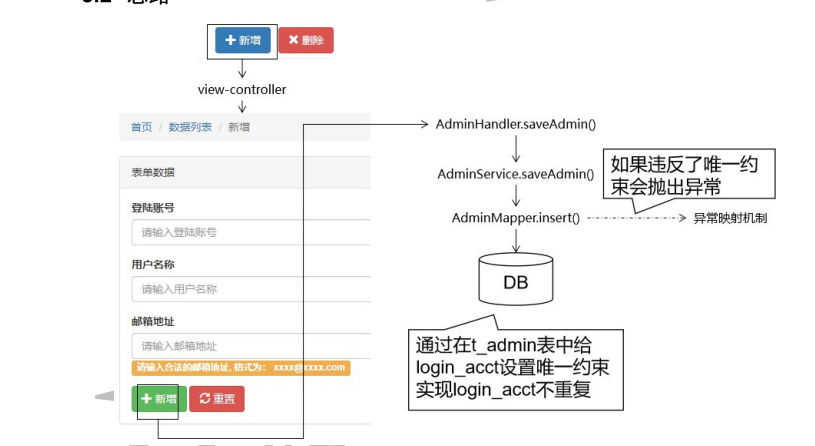 新增 删除
view-controller
首页 / 数据列表 / 新增
表单数据
登陆账号
请输入登陆账号
用户名称
请输入用户名称
邮箱地址
请输入邮箱地址
请输入合法的邮箱地址, 格式为: xxxx@xxxx.com
新增 重置
AdminHandler.saveAdmin()
AdminService.saveAdmin()
如果违反了唯一约
束会抛出异常
AdminMapper.insert()
异常映射机制
DB
通过在t_admin表中给
login_acct设置唯一约束
实现login_acct不重复